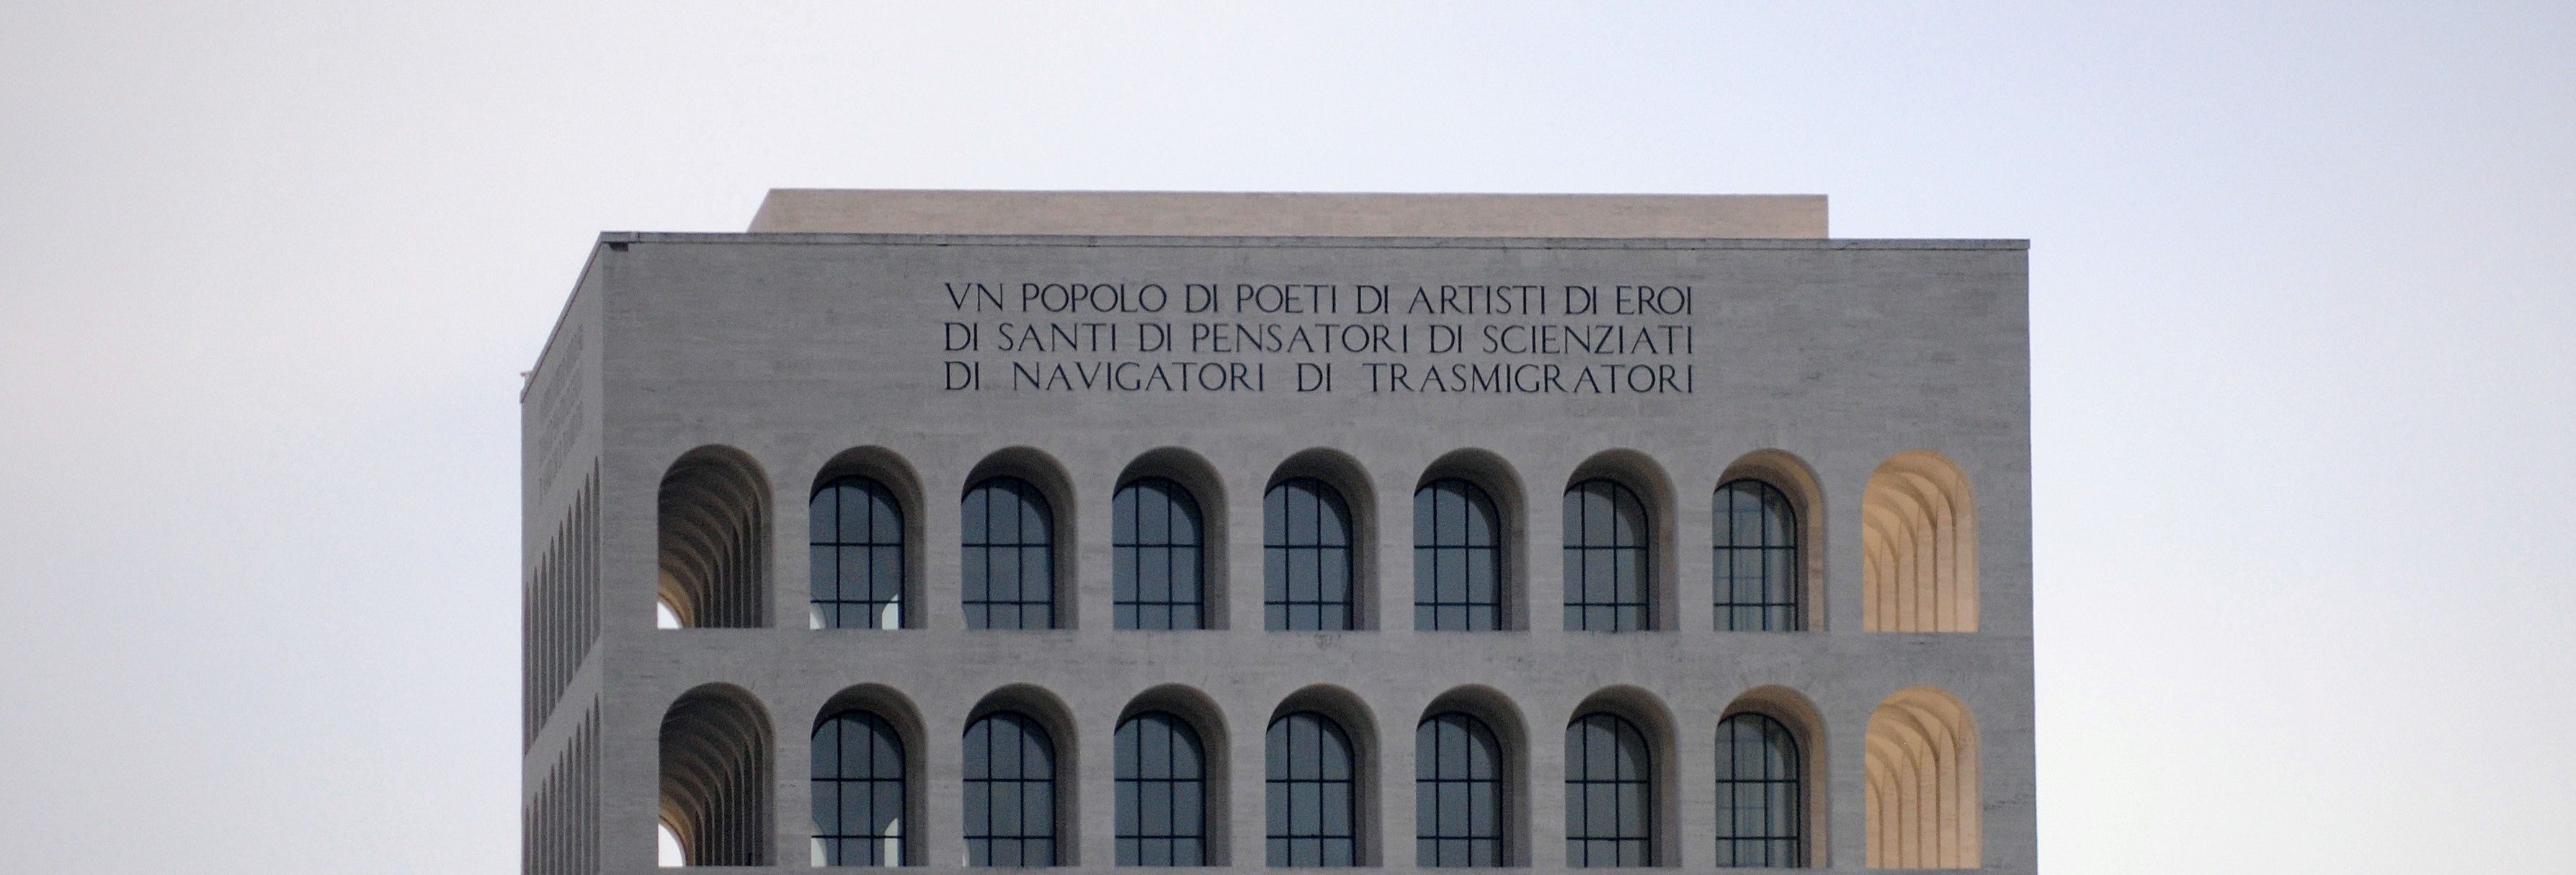 VN POPOLO DI POETI DI ARTISTI DI EROI
DI SANTI DI PENSATORI DI SCIENZIATI
DI NAVIGATORI DI TRASMIGRATORI